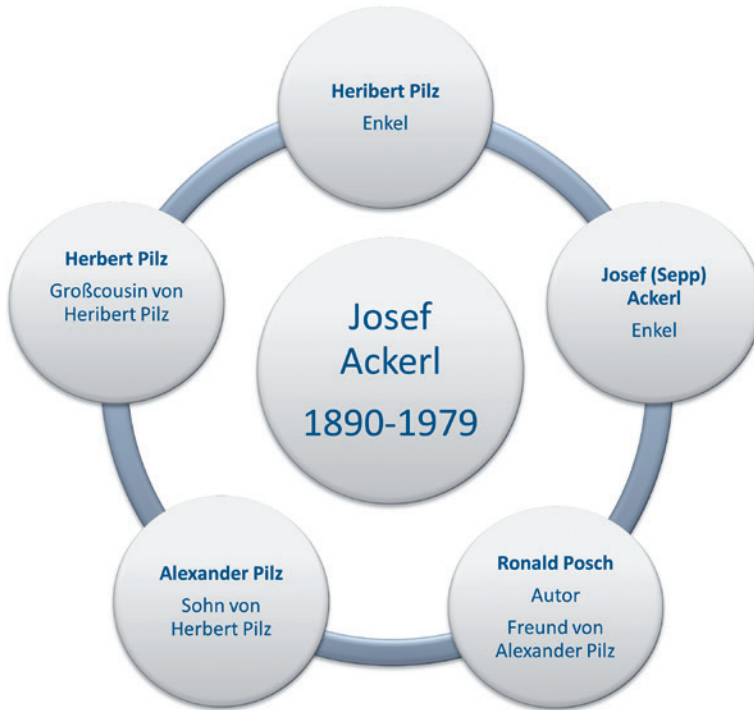 Heribert Pilz
Enkel
Herbert Pilz
Großcousin von
Heribert Pilz
Josef (Sepp)
Ackerl
Enkel
Josef
Ackerl
1890-1979
Alexander Pilz
Sohn von
Herbert Pilz
Ronald Posch
Autor
Freund von
Alexander Pilz